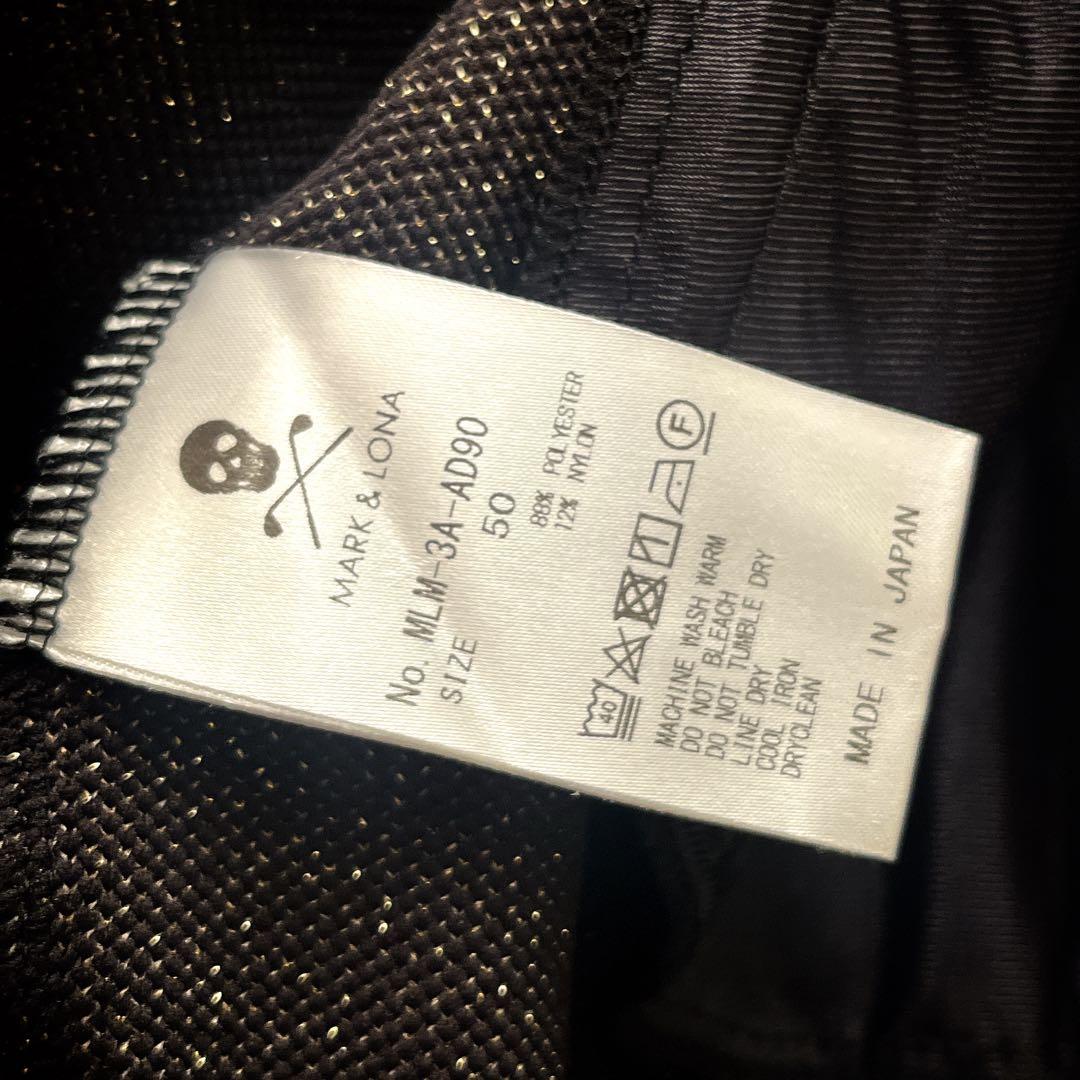 MARK & LONA
No. MLM-3A-AD90
SIZE 50
88% POLYESTER
12% NYLON
40
F
MACHINE WASH WARM
DO NOT BLEACH
DO NOT TUMBLE DRY
LINE DRY
COOL IRON
DRYCLEAN
MADE IN JAPAN